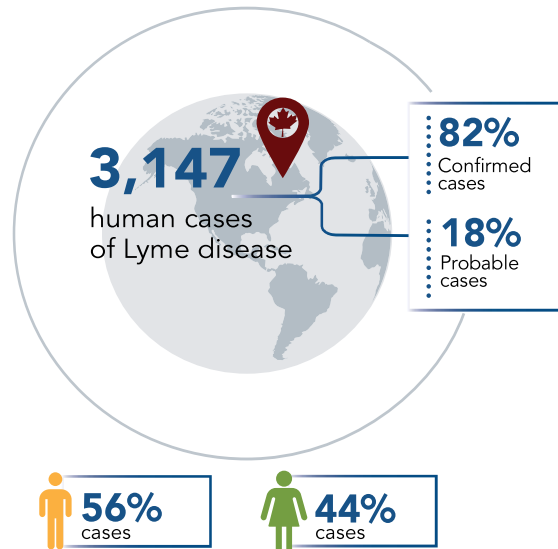 3,147
human cases
of Lyme disease
82%
Confirmed
cases
18%
Probable
cases
56%
cases
44%
cases